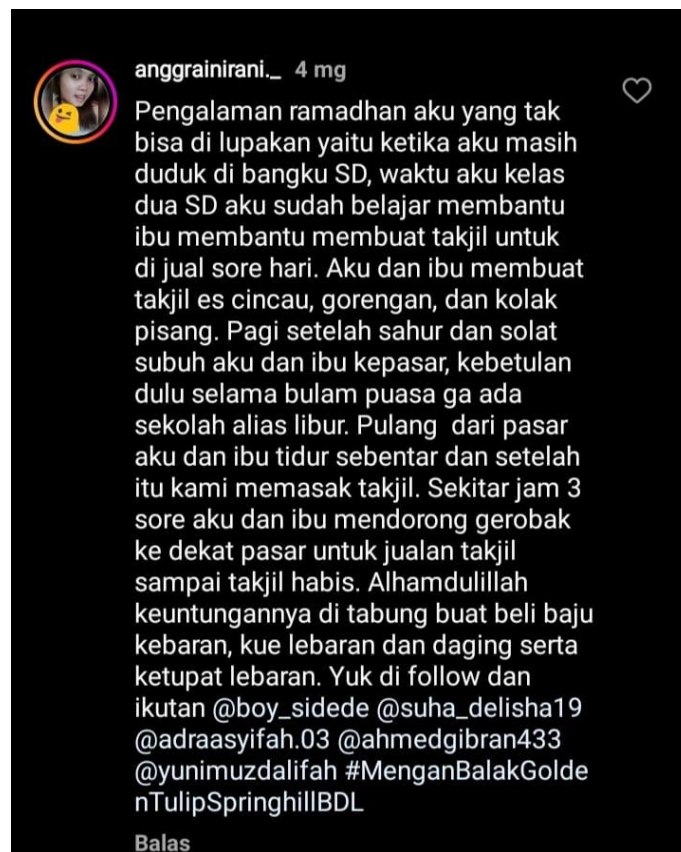 anggrainirani._ 4 mg
Pengalaman ramadhan aku yang tak
bisa di lupakan yaitu ketika aku masih
duduk di bangku SD, waktu aku kelas
dua SD aku sudah belajar membantu
ibu membantu membuat takjil untuk
di jual sore hari. Aku dan ibu membuat
takjil es cincau, gorengan, dan kolak
pisang. Pagi setelah sahur dan solat
subuh aku dan ibu kepasar, kebetulan
dulu selama bulam puasa ga ada
sekolah alias libur. Pulang  dari pasar
aku dan ibu tidur sebentar dan setelah
itu kami memasak takjil. Sekitar jam 3
sore aku dan ibu mendorong gerobak
ke dekat pasar untuk jualan takjil
sampai takjil habis. Alhamdulillah
keuntungannya di tabung buat beli baju
kebaran, kue lebaran dan daging serta
ketupat lebaran. Yuk di follow dan
ikutan @boy_sidede @suha_delisha19
@adraasyifah.03 @ahmedgibran433
@yunimuzdalifah #MenganBalakGolde
nTulipSpringhillBDL
Balas